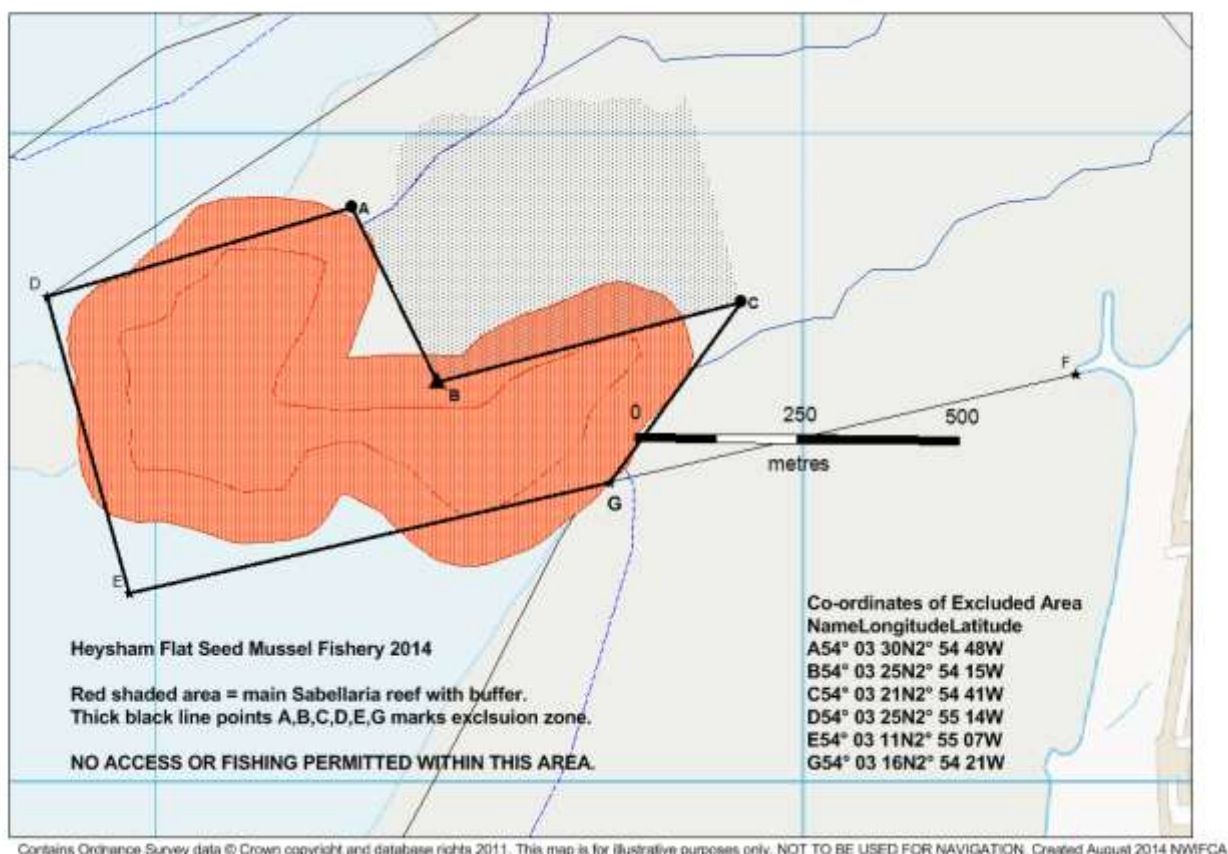 A
D
C
B
F
0 250 500
metres
G
E
Co-ordinates of Excluded Area
NameLongitudeLatitude
A54° 03 30N2° 54 48W
B54° 03 25N2° 54 15W
C54° 03 21N2° 54 41W
D54° 03 25N2° 55 14W
E54° 03 11N2° 55 07W
G54° 03 16N2° 54 21W
Heysham Flat Seed Mussel Fishery 2014
Red shaded area = main Sabellaria reef with buffer.
Thick black line points A,B,C,D,E,G marks exclsuion zone.
NO ACCESS OR FISHING PERMITTED WITHIN THIS AREA.
Contains Ordnance Survey data © Crown copyright and database rights 2011. This map is for illustrative purposes only. NOT TO BE USED FOR NAVIGATION. Created August 2014 NWIFCA